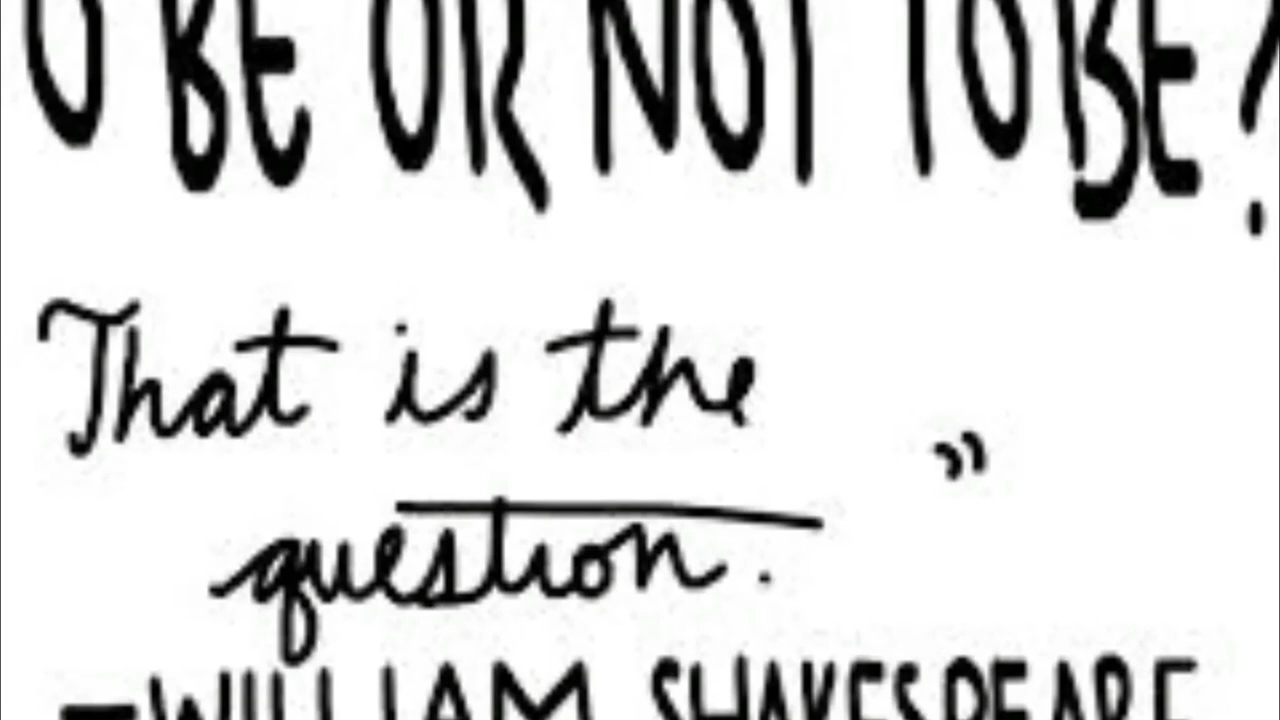 O BE OR NOT TO BE?
That is the
question.”
-WILLIAM SHAKESPEARE